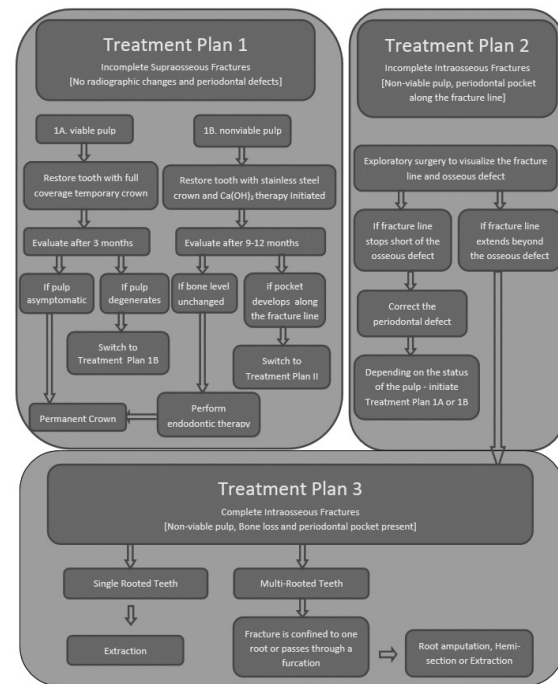 Treatment Plan 1
Incomplete Supraosseous Fractures
[No radiographic changes and periodontal defects]
1A. viable pulp
1B. nonviable pulp
Restore tooth with full
coverage temporary crown
Restore tooth with stainless steel
crown and Ca(OH)₂ therapy Initiated
Evaluate after 3 months
Evaluate after 9-12 months
If pulp
asymptomatic
If pulp
degenerates
If bone level
unchanged
if pocket
develops along
the fracture line
Switch to
Treatment Plan 1B
Switch to
Treatment Plan II
Permanent Crown
Perform
endodontic therapy
Treatment Plan 2
Incomplete Intraosseous Fractures
[Non-viable pulp, periodontal pocket
along the fracture line]
Exploratory surgery to visualize the fracture
line and osseous defect
If fracture line
stops short of the
osseous defect
If fracture line
extends beyond
the osseous defect
Correct the
periodontal defect
Depending on the status
of the pulp - initiate
Treatment Plan 1A or 1B
Treatment Plan 3
Complete Intraosseous Fractures
[Non-viable pulp, Bone loss and periodontal pocket present]
Single Rooted Teeth
Multi-Rooted Teeth
Extraction
Fracture is confined to one
root or passes through a
furcation
Root amputation, Hemi-
section or Extraction